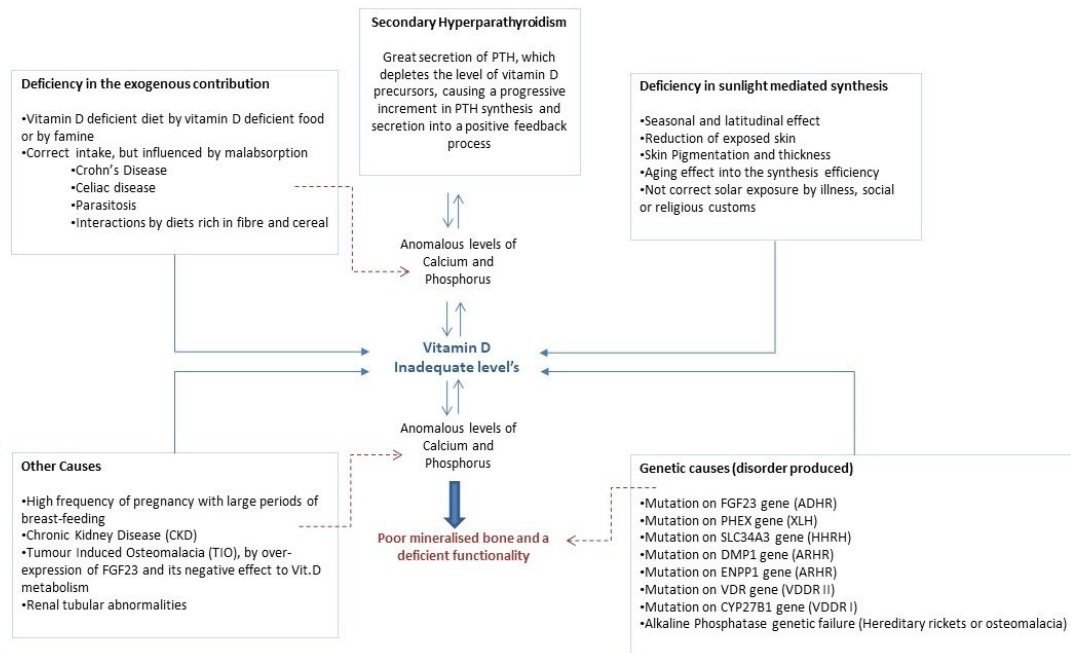 Secondary Hyperparathyroidism
Great secretion of PTH, which
depletes the level of vitamin D
precursors, causing a progressive
increment in PTH synthesis and
secretion into a positive feedback
process
Deficiency in the exogenous contribution
•Vitamin D deficient diet by vitamin D deficient food
or by famine
•Correct intake, but influenced by malabsorption
•Crohn's Disease
•Celiac disease
•Parasitosis
•Interactions by diets rich in fibre and cereal
Deficiency in sunlight mediated synthesis
•Seasonal and latitudinal effect
•Reduction of exposed skin
•Skin Pigmentation and thickness
•Aging effect into the synthesis efficiency
•Not correct solar exposure by illness, social
or religious customs
Anomalous levels of
Calcium and
Phosphorus
Vitamin D
Inadequate level's
Anomalous levels of
Calcium and
Phosphorus
Poor mineralised bone and a
deficient functionality
Other Causes
•High frequency of pregnancy with large periods of
breast-feeding
•Chronic Kidney Disease (CKD)
•Tumour Induced Osteomalacia (TIO), by over-
expression of FGF23 and its negative effect to Vit.D
metabolism
•Renal tubular abnormalities
Genetic causes (disorder produced)
•Mutation on FGF23 gene (ADHR)
•Mutation on PHEX gene (XLH)
•Mutation on SLC34A3 gene (HHRH)
•Mutation on DMP1 gene (ARHR)
•Mutation on ENPP1 gene (ARHR)
•Mutation on VDR gene (VDDR II)
•Mutation on CYP27B1 gene (VDDR I)
•Alkaline Phosphatase genetic failure (Hereditary rickets or osteomalacia)